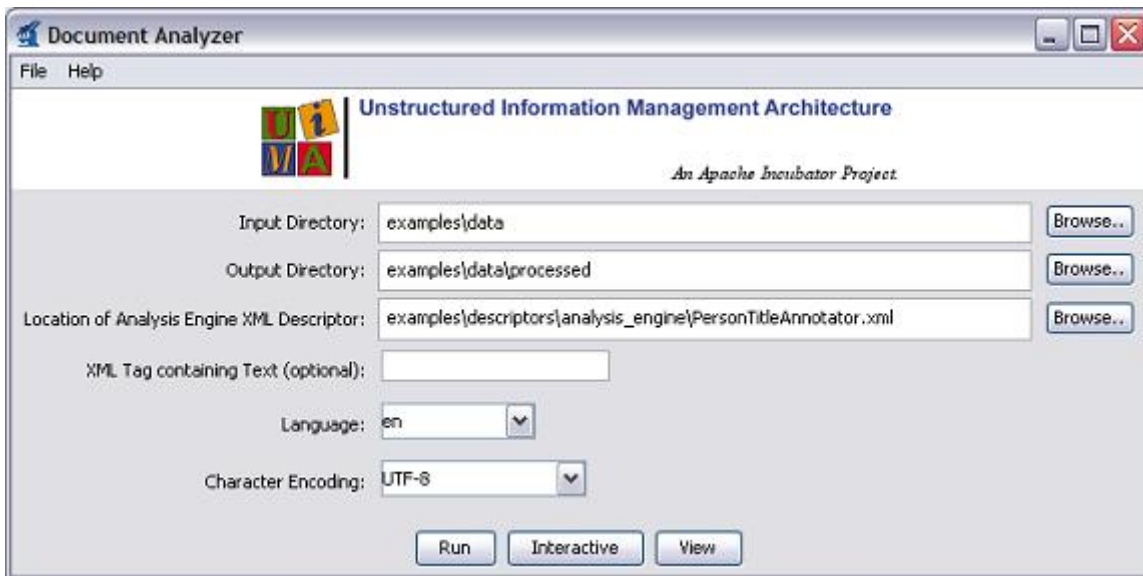 Document Analyzer
File Help
UiMA
Unstructured Information Management Architecture
An Apache Incubator Project.
Input Directory: examples\data Browse..
Output Directory: examples\data\processed Browse..
Location of Analysis Engine XML Descriptor: examples\descriptors\analysis_engine\PersonTitleAnnotator.xml Browse..
XML Tag containing Text (optional):
Language: en
Character Encoding: UTF-8
Run Interactive View